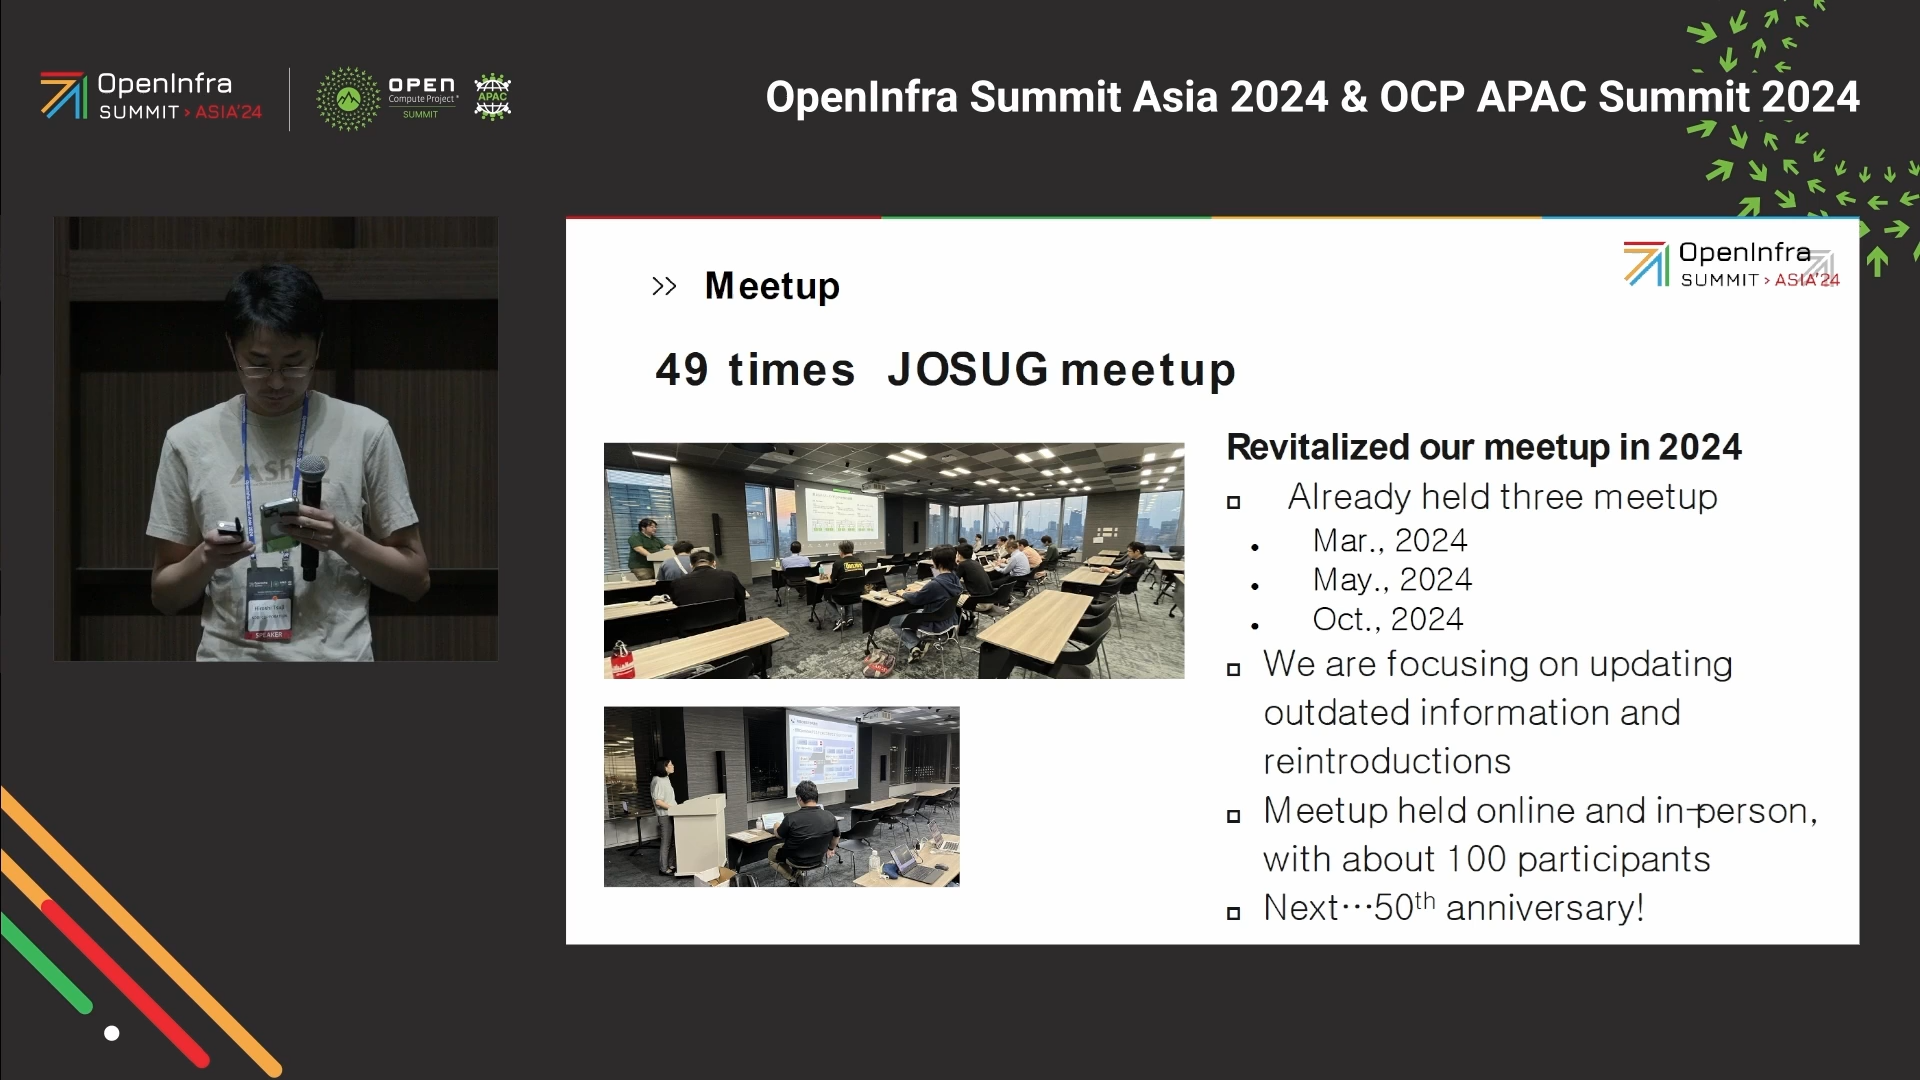 OpenInfra
SUMMIT > ASIA'24
OPEN
Compute Project®
SUMMIT
APAC
OpenInfra Summit Asia 2024 & OCP APAC Summit 2024
SPEAKER
OpenInfra
SUMMIT > ASIA'24
>> Meetup
49 times JOSUG meetup
Revitalized our meetup in 2024
Already held three meetup
• Mar., 2024
• May., 2024
• Oct., 2024
We are focusing on updating
outdated information and
reintroductions
Meetup held online and in-person,
with about 100 participants
Next…50th anniversary!